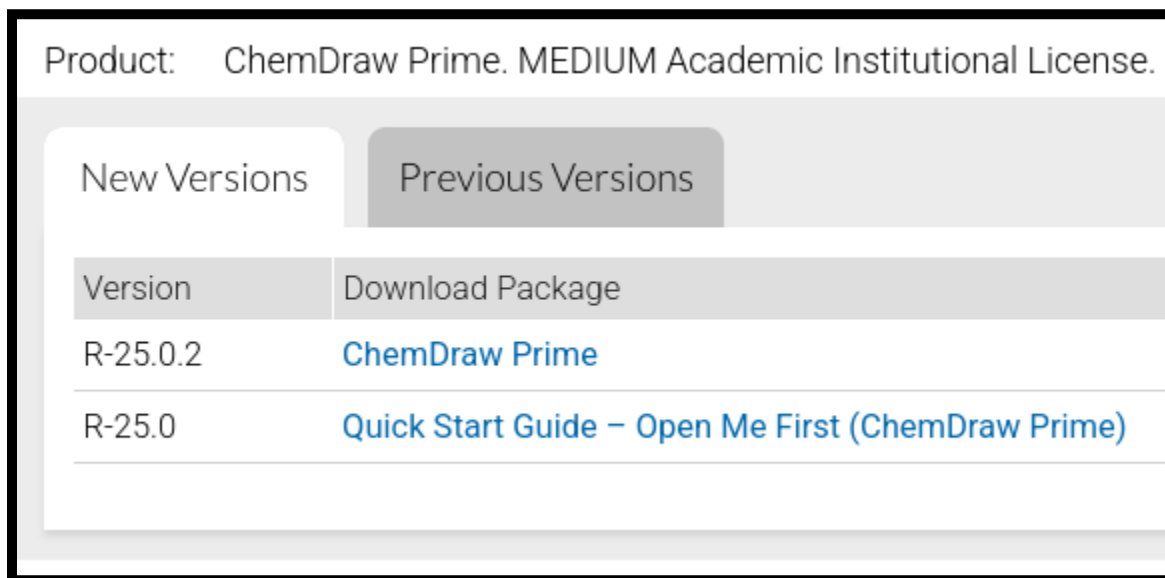 Product: ChemDraw Prime. MEDIUM Academic Institutional License.
New Versions Previous Versions
Version Download Package
R-25.0.2 ChemDraw Prime
R-25.0 Quick Start Guide – Open Me First (ChemDraw Prime)